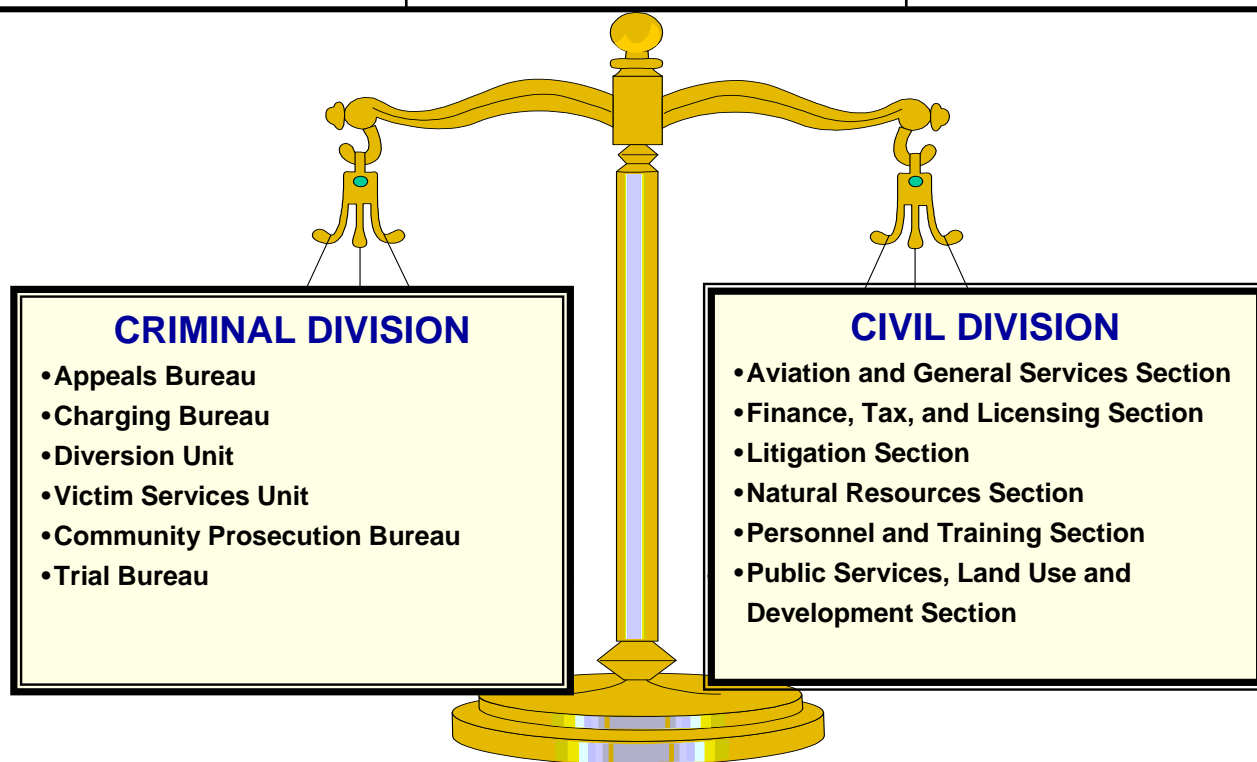 CRIMINAL DIVISION
•Appeals Bureau
•Charging Bureau
•Diversion Unit
•Victim Services Unit
•Community Prosecution Bureau
•Trial Bureau
CIVIL DIVISION
•Aviation and General Services Section
•Finance, Tax, and Licensing Section
•Litigation Section
•Natural Resources Section
•Personnel and Training Section
•Public Services, Land Use and
Development Section